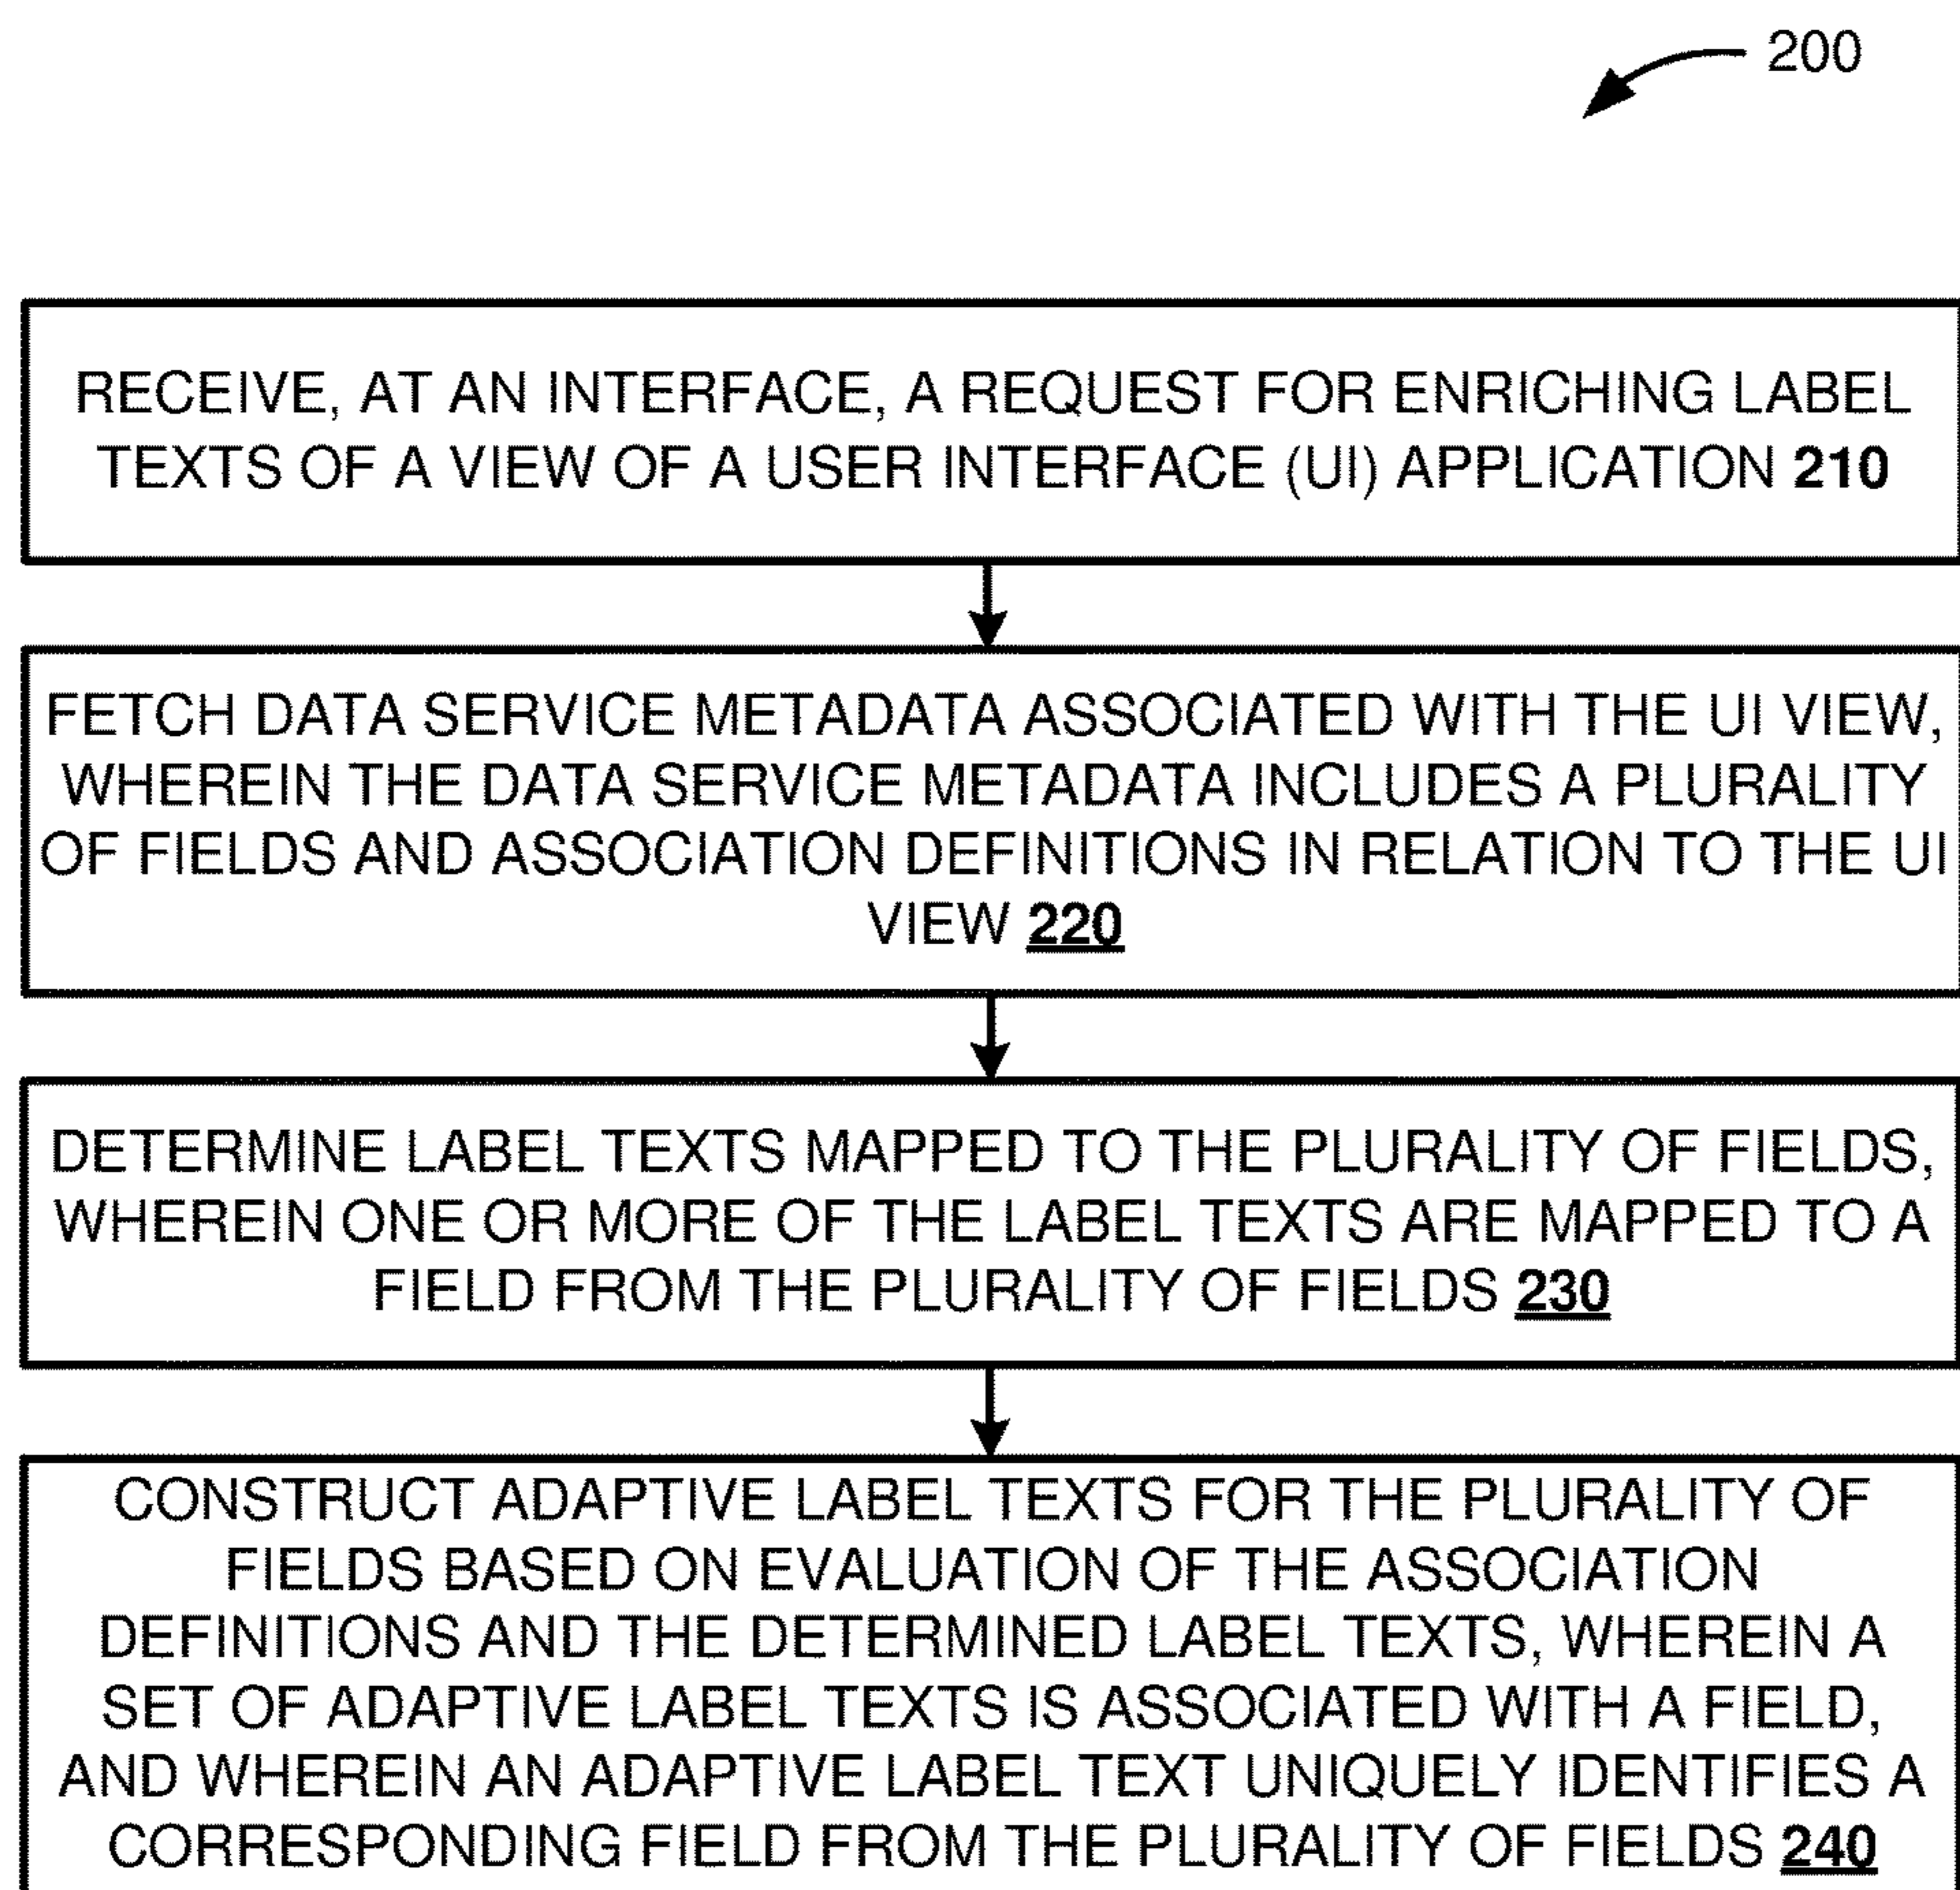 200
RECEIVE, AT AN INTERFACE, A REQUEST FOR ENRICHING LABEL
TEXTS OF A VIEW OF A USER INTERFACE (UI) APPLICATION 210
FETCH DATA SERVICE METADATA ASSOCIATED WITH THE UI VIEW,
WHEREIN THE DATA SERVICE METADATA INCLUDES A PLURALITY
OF FIELDS AND ASSOCIATION DEFINITIONS IN RELATION TO THE UI
VIEW 220
DETERMINE LABEL TEXTS MAPPED TO THE PLURALITY OF FIELDS,
WHEREIN ONE OR MORE OF THE LABEL TEXTS ARE MAPPED TO A
FIELD FROM THE PLURALITY OF FIELDS 230
CONSTRUCT ADAPTIVE LABEL TEXTS FOR THE PLURALITY OF
FIELDS BASED ON EVALUATION OF THE ASSOCIATION
DEFINITIONS AND THE DETERMINED LABEL TEXTS, WHEREIN A
SET OF ADAPTIVE LABEL TEXTS IS ASSOCIATED WITH A FIELD,
AND WHEREIN AN ADAPTIVE LABEL TEXT UNIQUELY IDENTIFIES A
CORRESPONDING FIELD FROM THE PLURALITY OF FIELDS 240